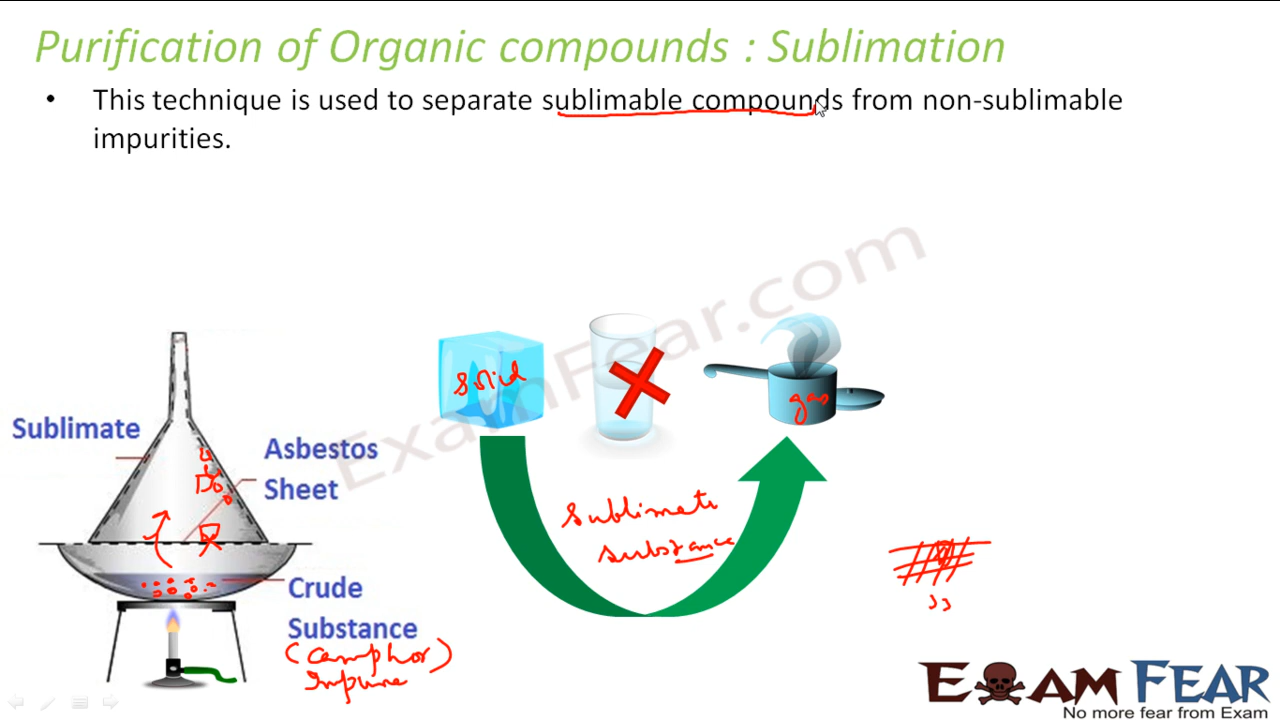 Purification of Organic compounds : Sublimation
• This technique is used to separate sublimable compounds from non-sublimable
impurities.
ExamFear.com
solid
gas
Sublimate
Asbestos
Sheet
Sublimate
substance
Crude
Substance
(Camphor)
Impure
EXAM FEAR
No more fear from Exam